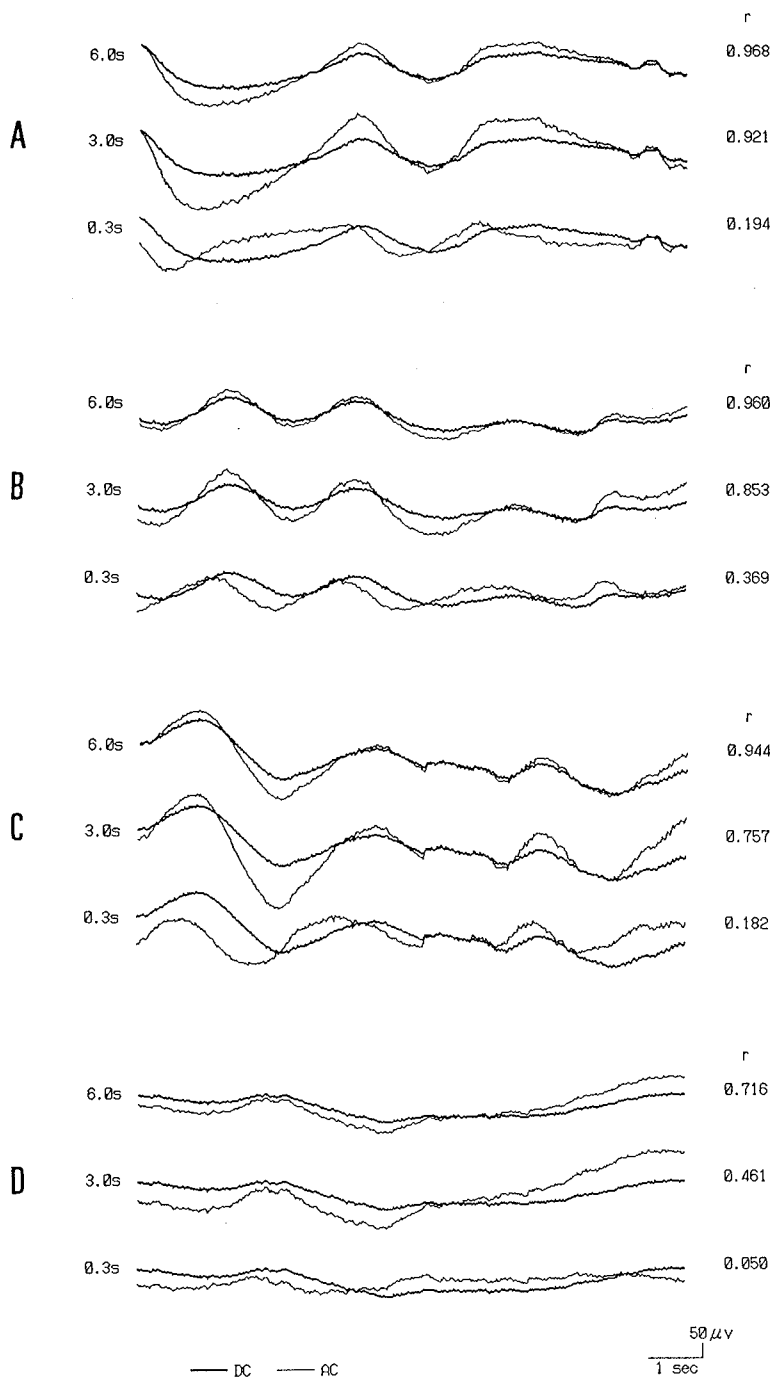 r
6.0s 0.968
A
3.0s 0.921
0.3s 0.194
r
6.0s 0.960
B
3.0s 0.853
0.3s 0.369
r
6.0s 0.944
C
3.0s 0.757
0.3s 0.182
r
6.0s 0.716
D
3.0s 0.461
0.3s 0.050
50 μv
DC AC 1 sec